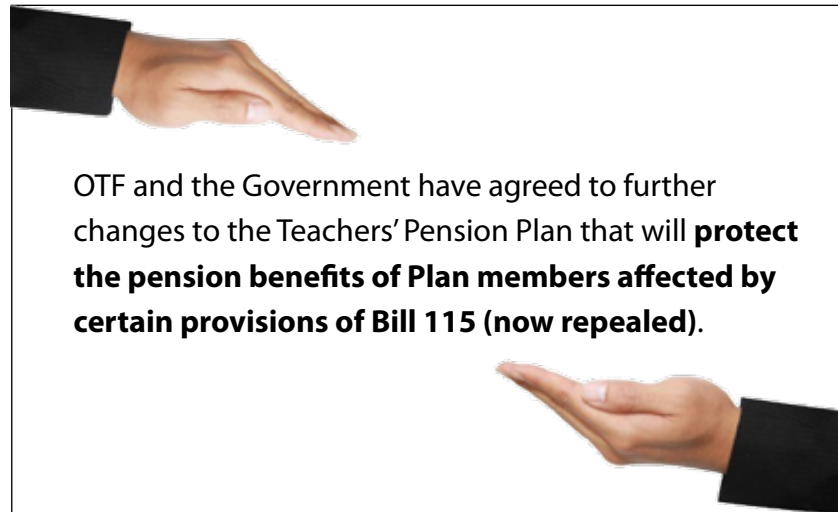 OTF and the Government have agreed to further
changes to the Teachers’ Pension Plan that will protect
the pension benefits of Plan members affected by
certain provisions of Bill 115 (now repealed).